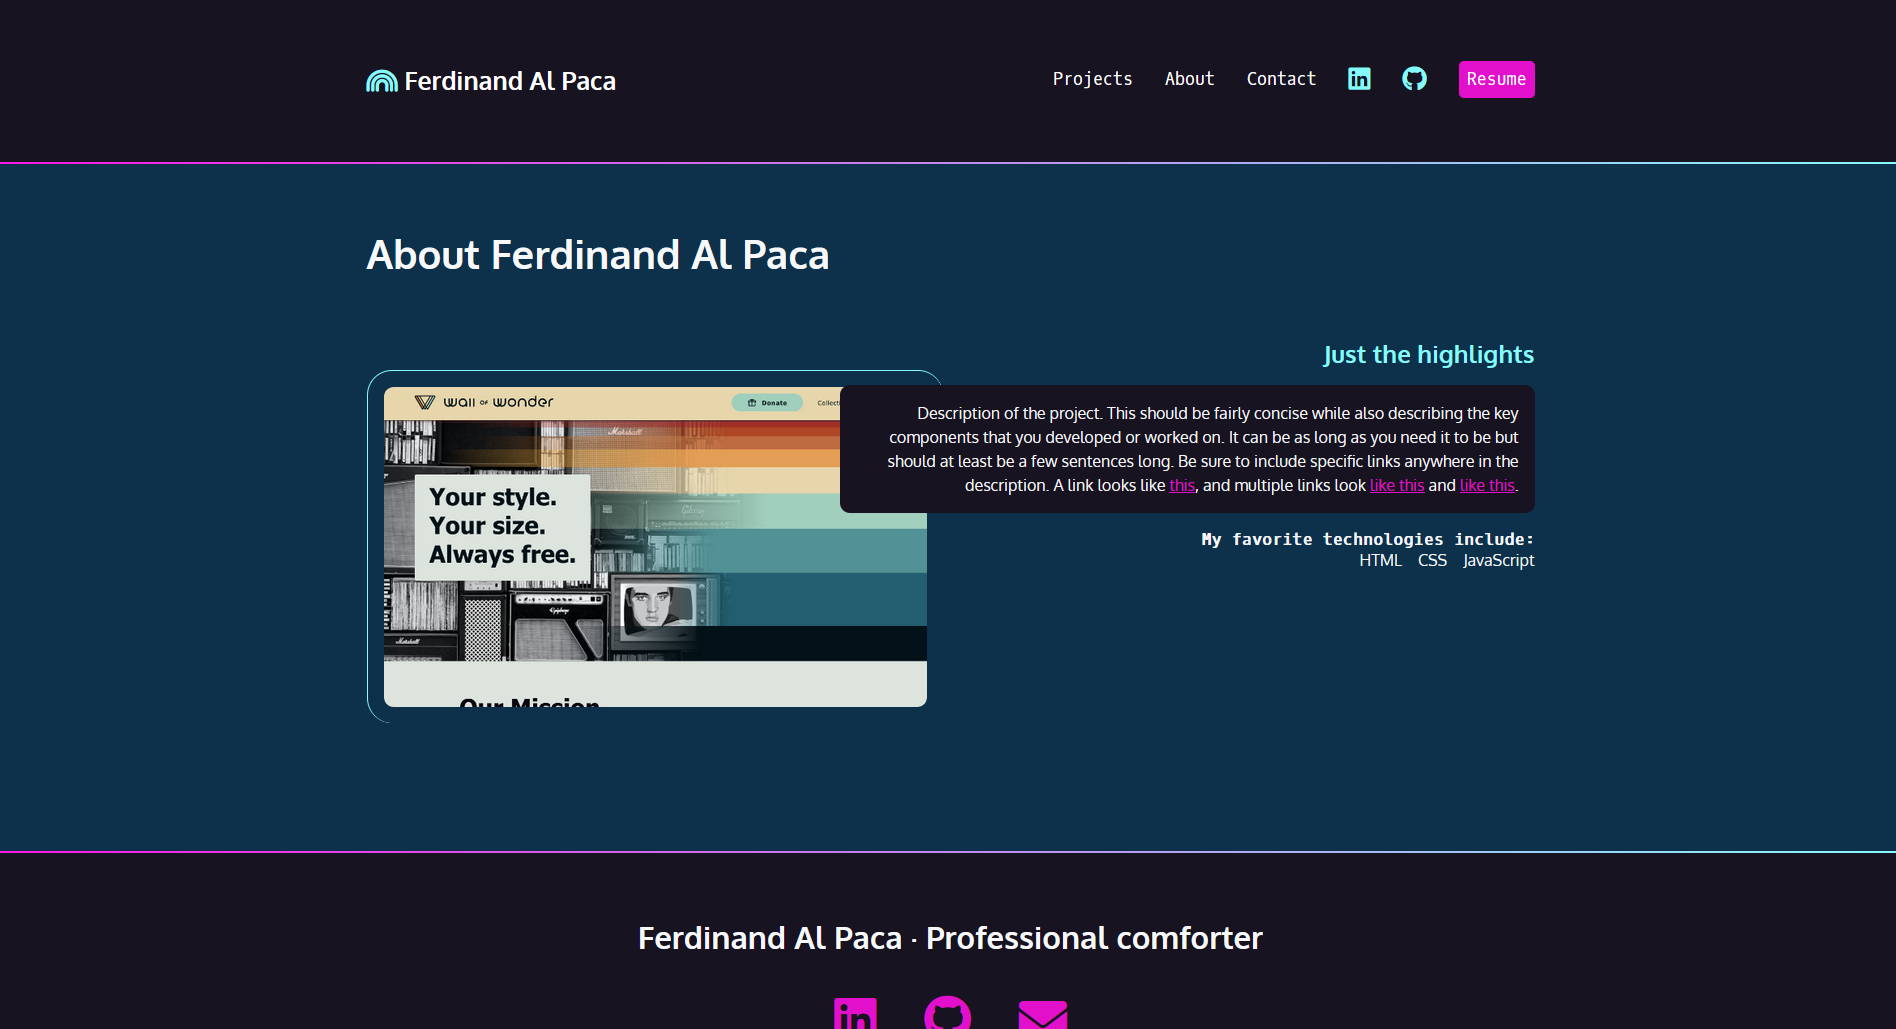 Ferdinand Al Paca
Projects About Contact Resume
About Ferdinand Al Paca
Just the highlights
wall OF wonder
Donate
Marshall
Your style.
Your size.
Always free.
Gibson
Epiphone
Marshall
Our Mission
Description of the project. This should be fairly concise while also describing the key
components that you developed or worked on. It can be as long as you need it to be but
should at least be a few sentences long. Be sure to include specific links anywhere in the
description. A link looks like this, and multiple links look like this and like this.
My favorite technologies include:
HTML CSS JavaScript
Ferdinand Al Paca · Professional comforter